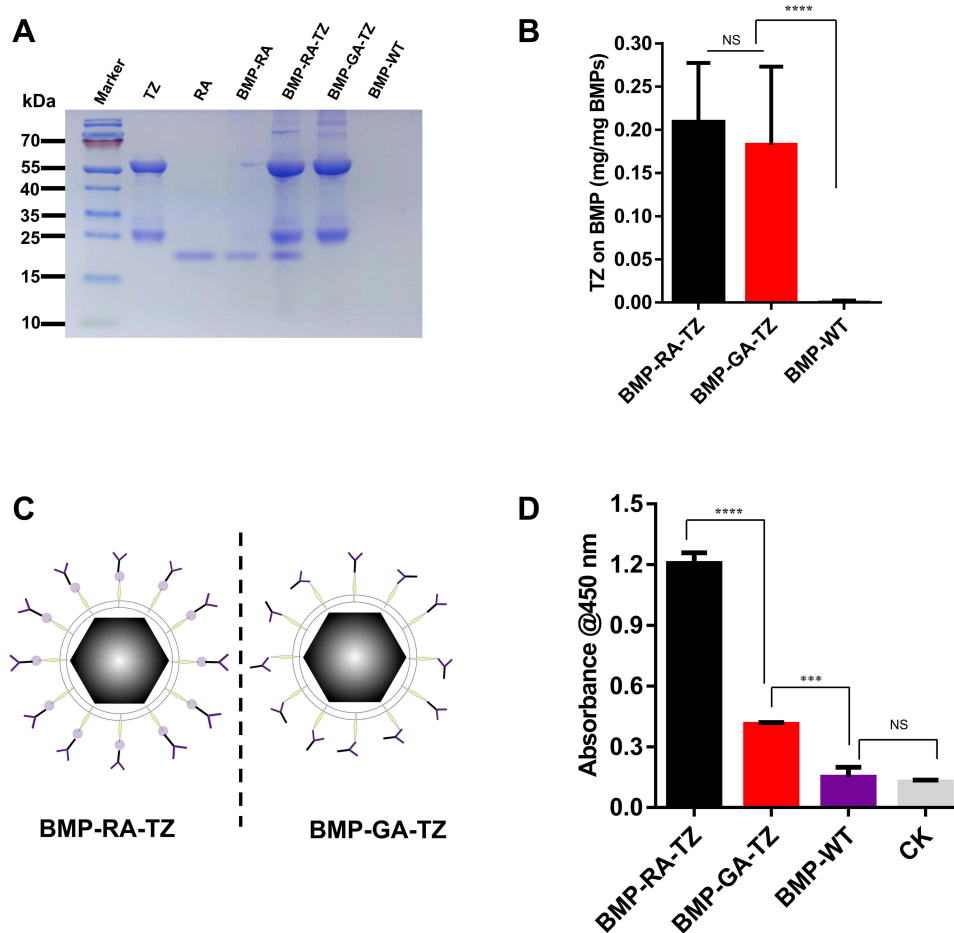 A
kDa
Marker
TZ
RA
BMP-RA
BMP-RA-TZ
BMP-GA-TZ
BMP-WT
70
55
40
35
25
15
10
B
TZ on BMP (mg/mg BMPs)
0.30
0.25
0.20
0.15
0.10
0.05
0.00
NS
****
BMP-RA-TZ
BMP-GA-TZ
BMP-WT
C
BMP-RA-TZ
BMP-GA-TZ
D
Absorbance @450 nm
1.5
1.2
0.9
0.6
0.3
0.0
****
***
NS
BMP-RA-TZ
BMP-GA-TZ
BMP-WT
CK